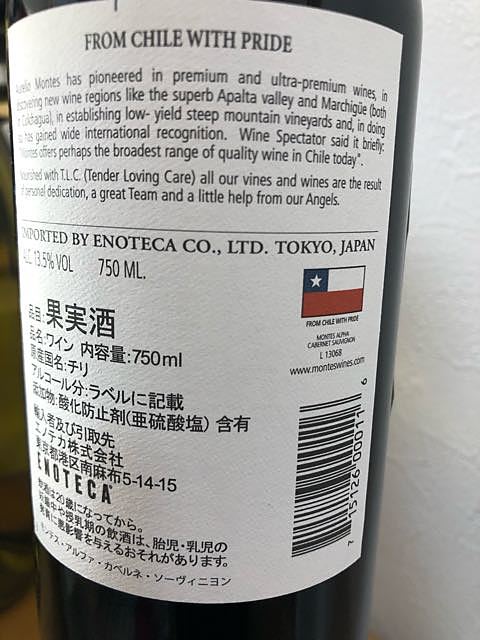 FROM CHILE WITH PRIDE
Aurelio Montes has pioneered in premium and ultra-premium wines, in
discovering new wine regions like the superb Apalta valley and Marchigüe (both
in Colchagua), in establishing low- yield steep mountain vineyards and, in doing
so has gained wide international recognition. Wine Spectator said it briefly:
"Montes offers perhaps the broadest range of quality wine in Chile today".
Nourished with T.L.C. (Tender Loving Care) all our vines and wines are the result
of personal dedication, a great Team and a little help from our Angels.
IMPORTED BY ENOTECA CO., LTD. TOKYO, JAPAN
ALC 13.5% VOL 750 ML.
FROM CHILE WITH PRIDE
MONTES ALPHA
CABERNET SAUVIGNON
L 13068
www.monteswines.com
品目:果実酒
品名:ワイン 内容量:750ml
原産国名:チリ
アルコール分:ラベルに記載
添加物:酸化防止剤(亜硫酸塩) 含有
輸入者及び引取先
エノテカ株式会社
東京都港区南麻布5-14-15
ENOTECA
飲酒は20歳になってから。
妊娠中や授乳期の飲酒は、胎児・乳児の
発育に悪影響を与えるおそれがあります。
モンテス・アルファ・カベルネ・ソーヴィニヨン
7 15126 00011 6